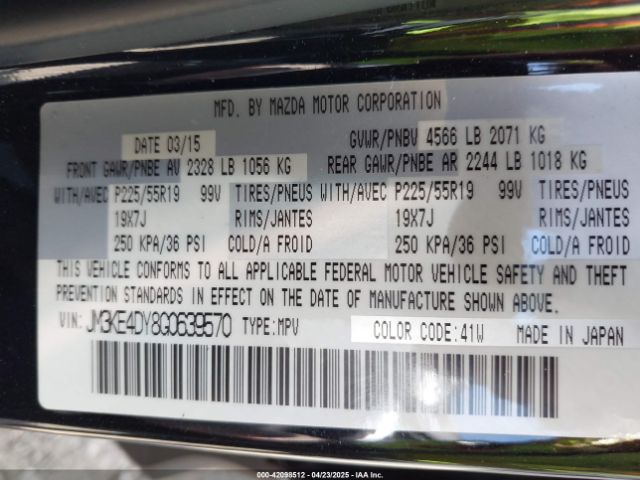 MFD. BY MAZDA MOTOR CORPORATION
DATE 03/15 GVWR/PNBV 4566 LB 2071 KG
FRONT GAWR/PNBE AV 2328 LB 1056 KG REAR GAWR/PNBE AR 2244 LB 1018 KG
WITH/AVEC P225/55R19 99V TIRES/PNEUS WITH/AVEC P225/55R19 99V TIRES/PNEUS
19X7J RIMS/JANTES 19X7J RIMS/JANTES
250 KPA/36 PSI COLD/A FROID 250 KPA/36 PSI COLD/A FROID
THIS VEHICLE CONFORMS TO ALL APPLICABLE FEDERAL MOTOR VEHICLE SAFETY AND THEFT
PREVENTION STANDARDS IN EFFECT ON THE DATE OF MANUFACTURE SHOWN ABOVE.
VIN: JM3KE4DY8G0639570 TYPE:MPV COLOR CODE:41W MADE IN JAPAN
000-42098512 - 04/23/2025 - IAA Inc.